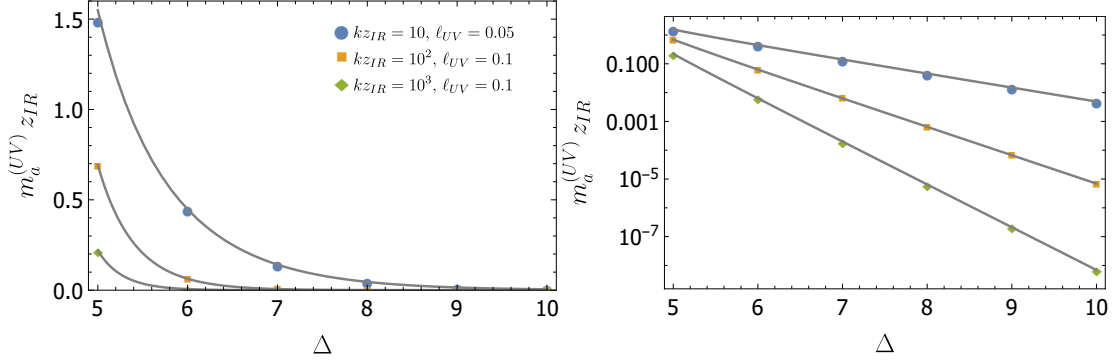 1.5
1.0
0.5
0.0
5 6 7 8 9 10
Δ
m_a^{(UV)} z_{IR}
kz_{IR} = 10, ℓ_{UV} = 0.05
kz_{IR} = 10^2, ℓ_{UV} = 0.1
kz_{IR} = 10^3, ℓ_{UV} = 0.1
0.100
0.001
10^{-5}
10^{-7}
5 6 7 8 9 10
Δ
m_a^{(UV)} z_{IR}